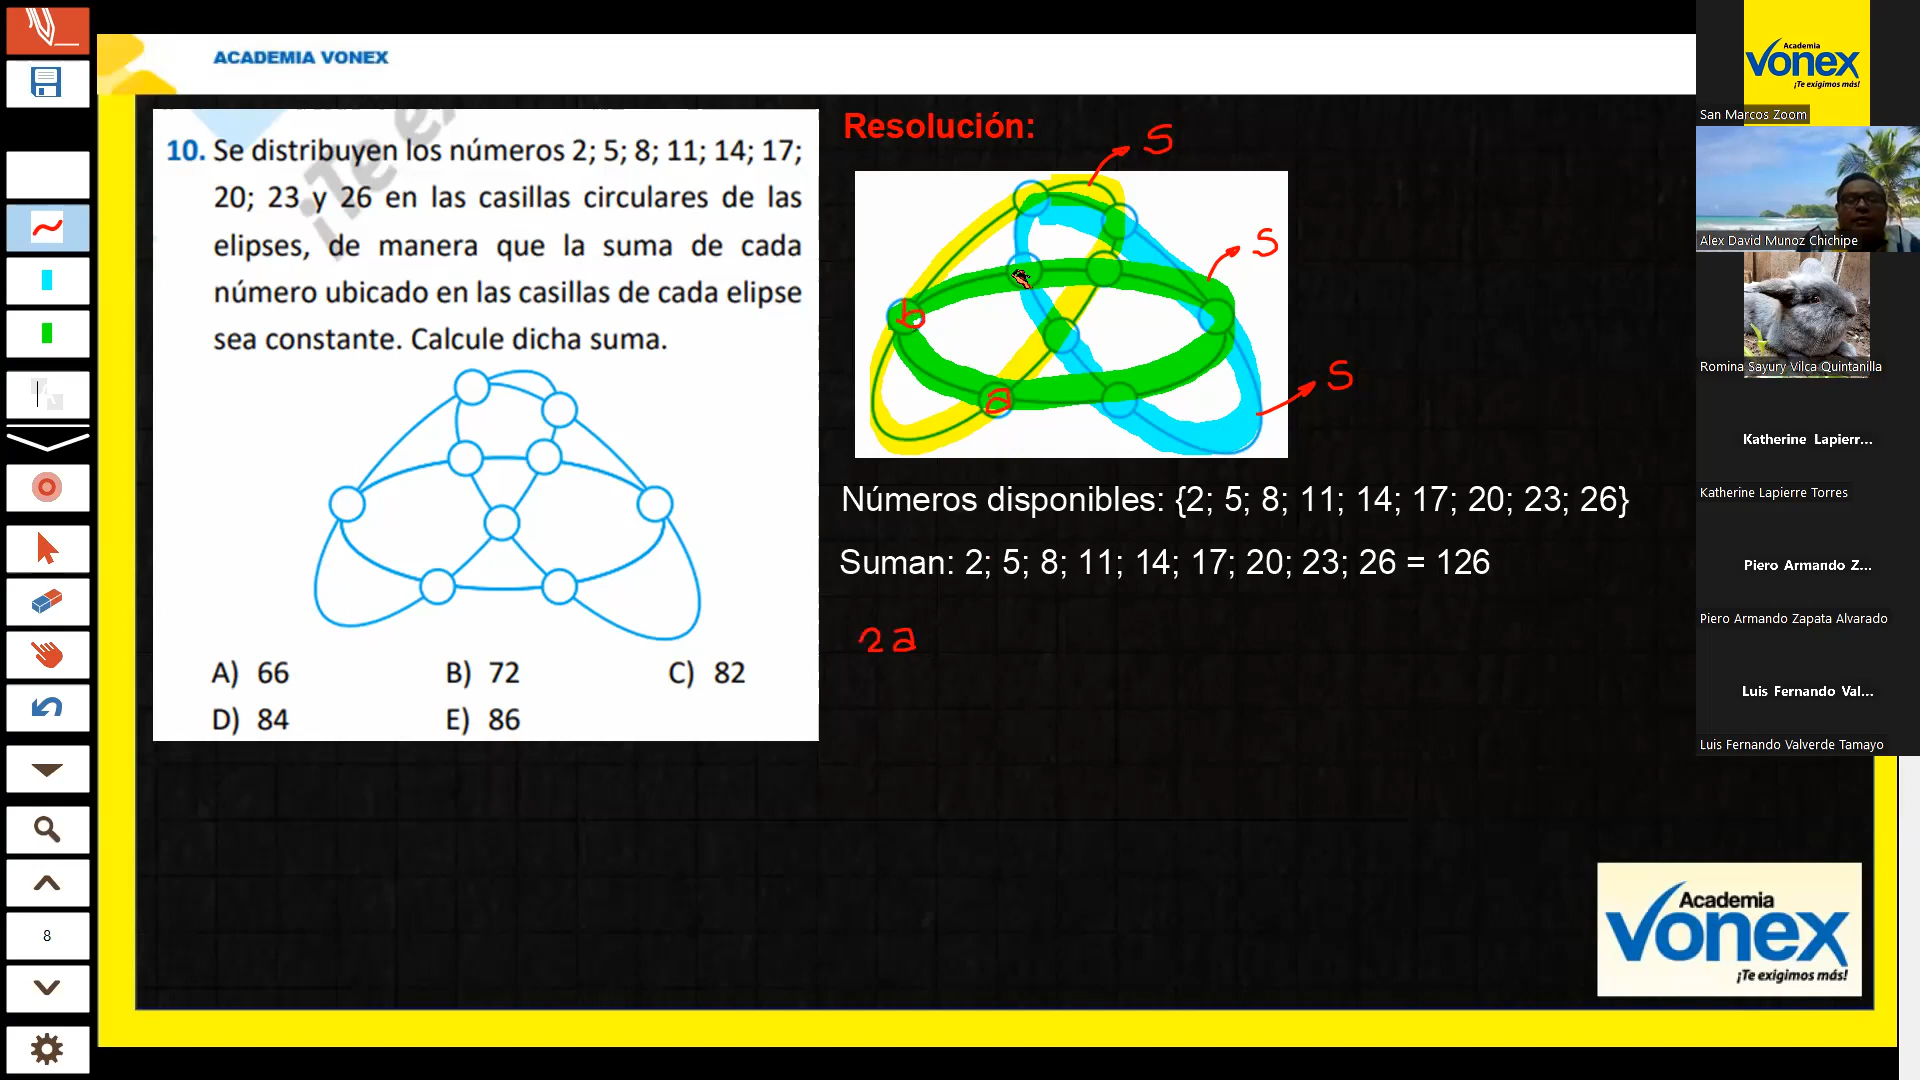 ACADEMIA VONEX
10. Se distribuyen los números 2; 5; 8; 11; 14; 17;
20; 23 y 26 en las casillas circulares de las
elipses, de manera que la suma de cada
número ubicado en las casillas de cada elipse
sea constante. Calcule dicha suma.
A) 66 B) 72 C) 82
D) 84 E) 86
¡Te ex
Resolución:
S
S
S
b
a
Números disponibles: {2; 5; 8; 11; 14; 17; 20; 23; 26}
Suman: 2; 5; 8; 11; 14; 17; 20; 23; 26 = 126
2a
Academia
Vonex
¡Te exigimos más!
8
Academia
Vonex
¡Te exigimos más!
San Marcos Zoom
Alex David Munoz Chichipe
Romina Sayury Vilca Quintanilla
Katherine Lapierr...
Katherine Lapierre Torres
Piero Armando Z...
Piero Armando Zapata Alvarado
Luis Fernando Val...
Luis Fernando Valverde Tamayo